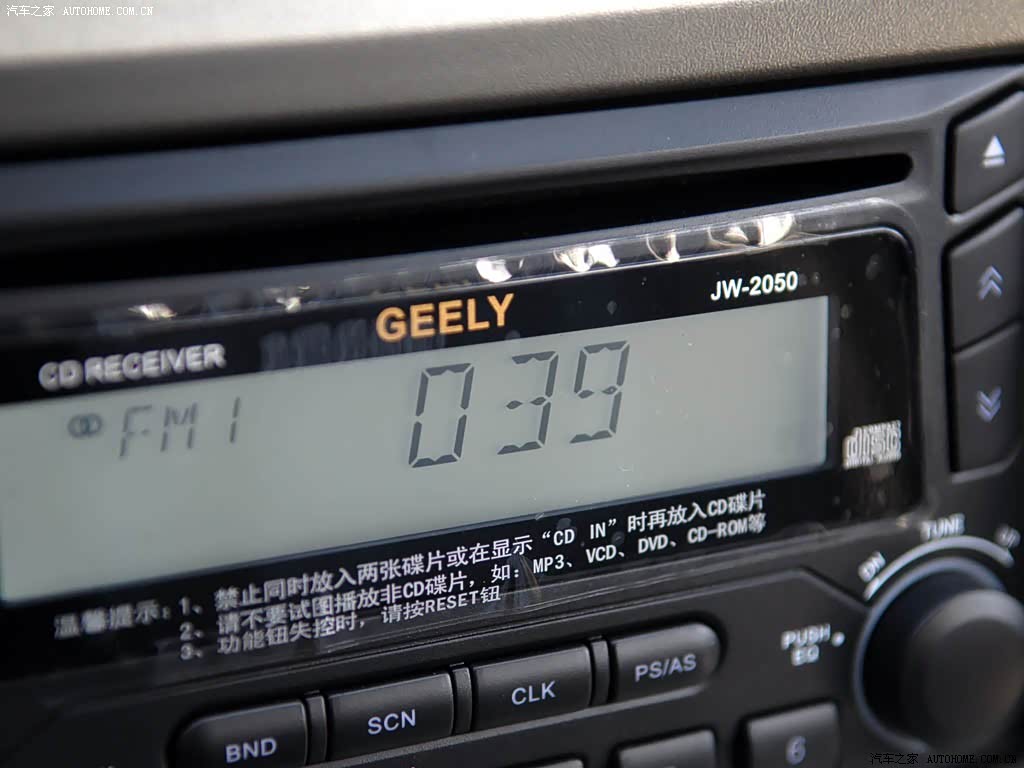 汽车之家 AUTOHOME.COM.CN
GEELY
JW-2050
CD RECEIVER
FM1
039
温馨提示：1、禁止同时放入两张碟片或在显示“CD IN”时再放入CD碟片
2、请不要试图播放非CD碟片，如：MP3、VCD、DVD、CD-ROM等
3、功能钮失控时，请按RESET钮
TUNE
PUSH
EQ
BND
SCN
CLK
PS/AS
6
汽车之家 AUTOHOME.COM.CN